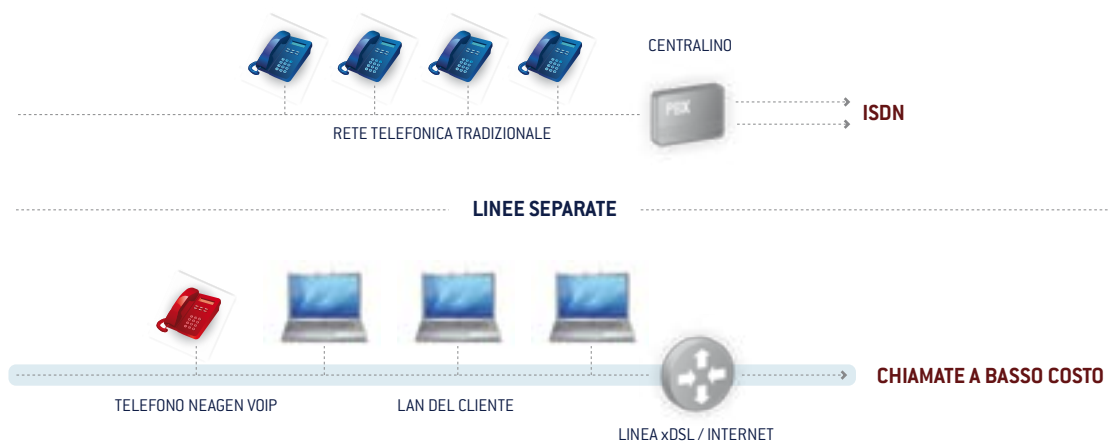 CENTRALINO
PBX
ISDN
RETE TELEFONICA TRADIZIONALE
LINEE SEPARATE
CHIAMATE A BASSO COSTO
TELEFONO NEAGEN VOIP
LAN DEL CLIENTE
LINEA xDSL / INTERNET